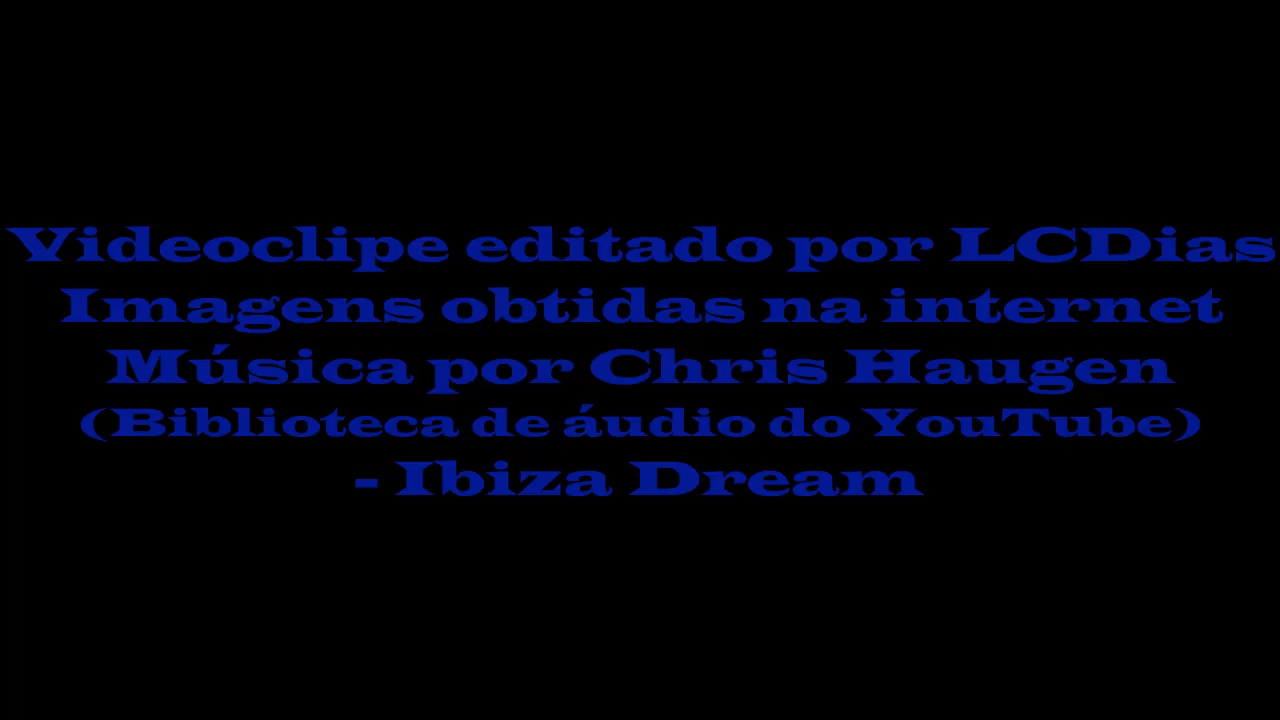 Videoclipe editado por LCDias
Imagens obtidas na internet
Música por Chris Haugen
(Biblioteca de áudio do YouTube)
- Ibiza Dream